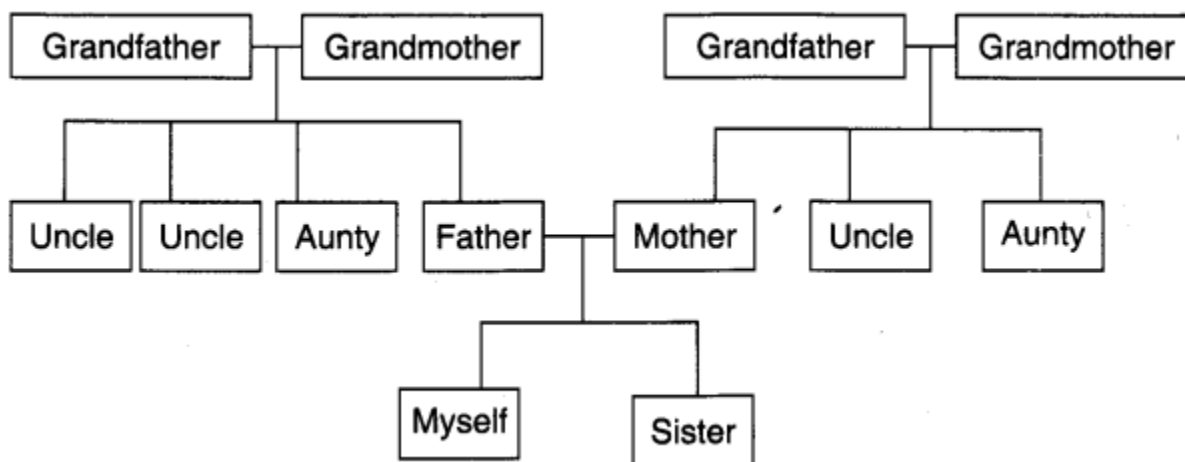 Grandfather Grandmother Grandfather Grandmother
Uncle Uncle Aunty Father Mother Uncle Aunty
Myself Sister